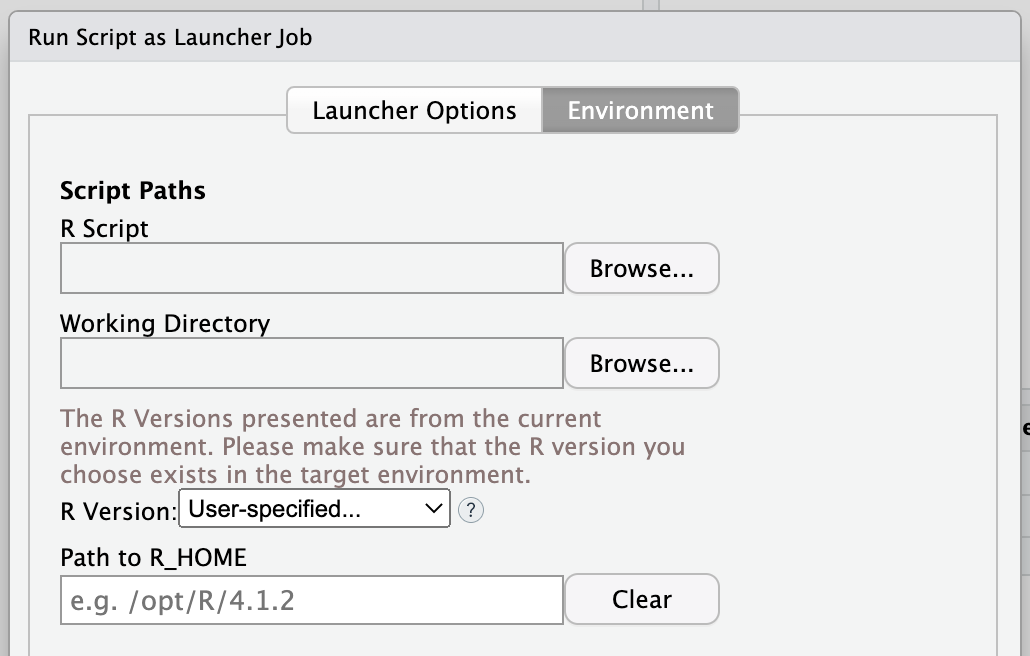 Run Script as Launcher Job
Launcher Options Environment
Script Paths
R Script
Browse...
Working Directory
Browse...
The R Versions presented are from the current
environment. Please make sure that the R version you
choose exists in the target environment.
R Version: User-specified... ?
Path to R_HOME
e.g. /opt/R/4.1.2 Clear